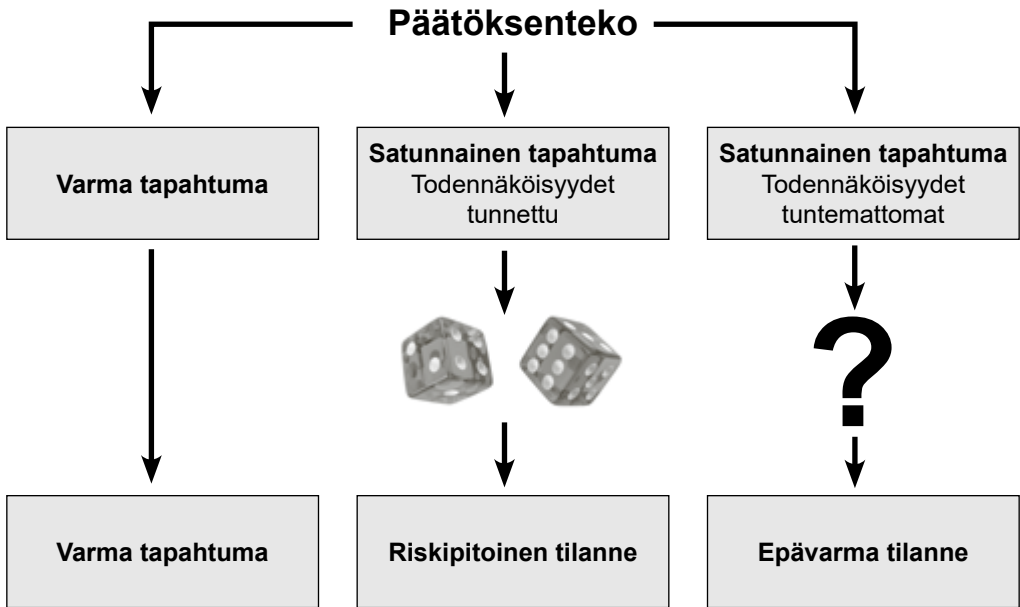 Päätöksenteko
Varma tapahtuma
Satunnainen tapahtuma
Todennäköisyydet
tunnettu
Satunnainen tapahtuma
Todennäköisyydet
tuntemattomat
?
Varma tapahtuma
Riskipitoinen tilanne
Epävarma tilanne